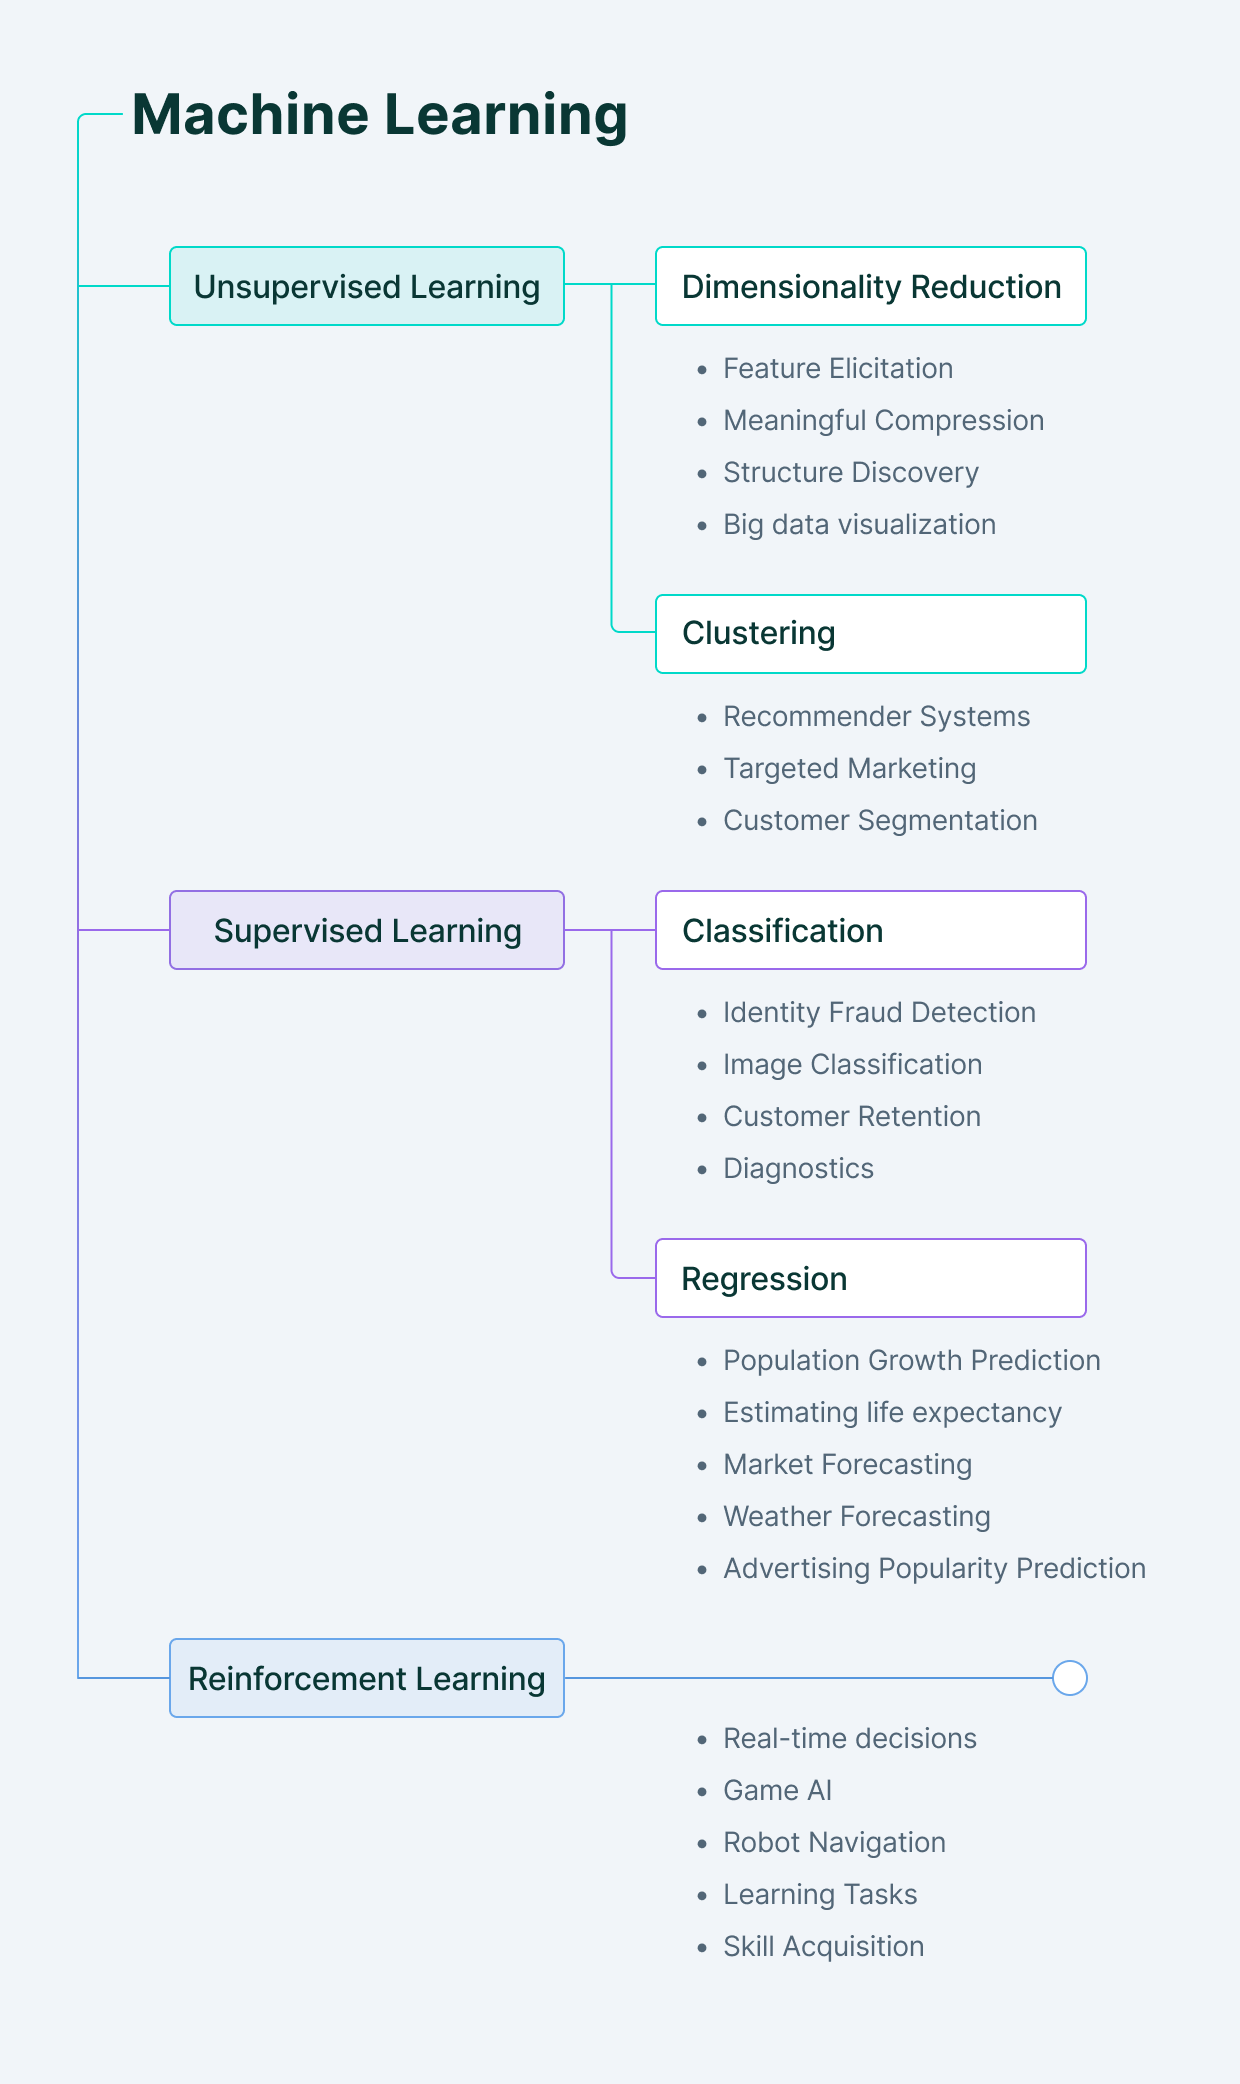 Machine Learning
Unsupervised Learning
Dimensionality Reduction
• Feature Elicitation
• Meaningful Compression
• Structure Discovery
• Big data visualization
Clustering
• Recommender Systems
• Targeted Marketing
• Customer Segmentation
Supervised Learning
Classification
• Identity Fraud Detection
• Image Classification
• Customer Retention
• Diagnostics
Regression
• Population Growth Prediction
• Estimating life expectancy
• Market Forecasting
• Weather Forecasting
• Advertising Popularity Prediction
Reinforcement Learning
• Real-time decisions
• Game AI
• Robot Navigation
• Learning Tasks
• Skill Acquisition